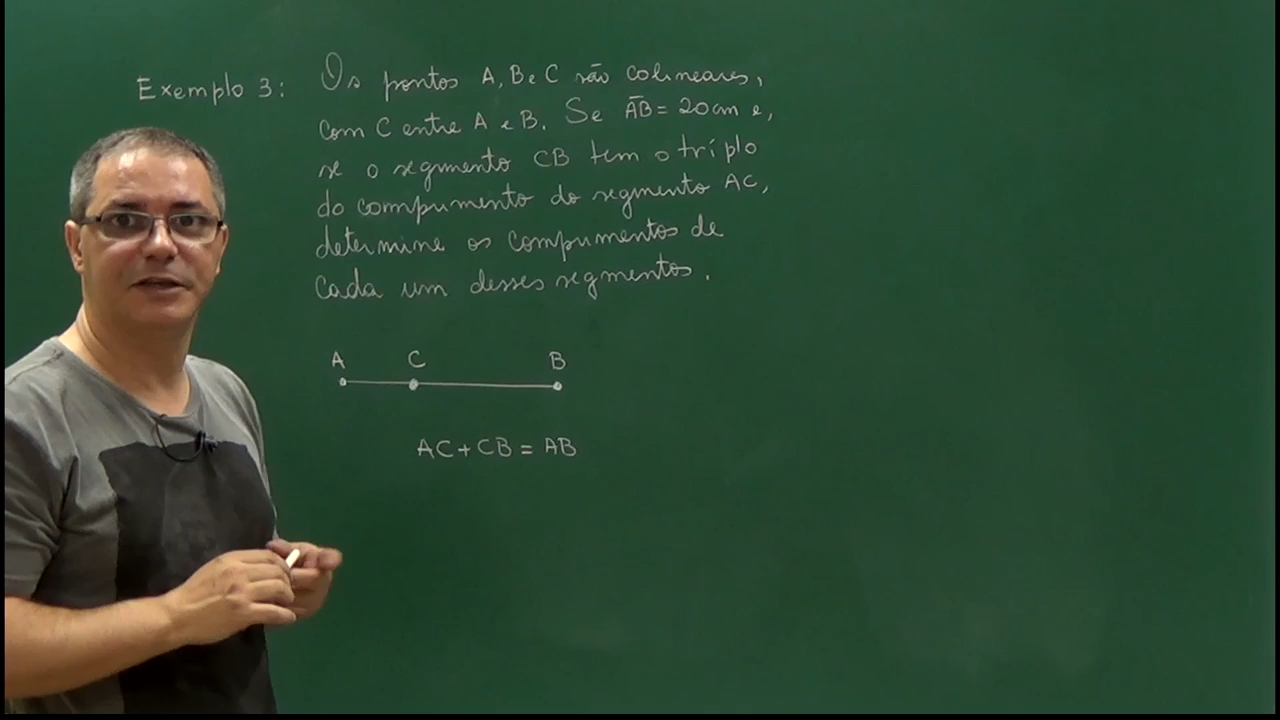 Exemplo 3: Os pontos A, B e C são colineares,
com C entre A e B. Se AB = 20cm e,
se o segmento CB tem o triplo
do comprimento do segmento AC,
determine os comprimentos de
cada um desses segmentos.
A C B
AC + CB = AB